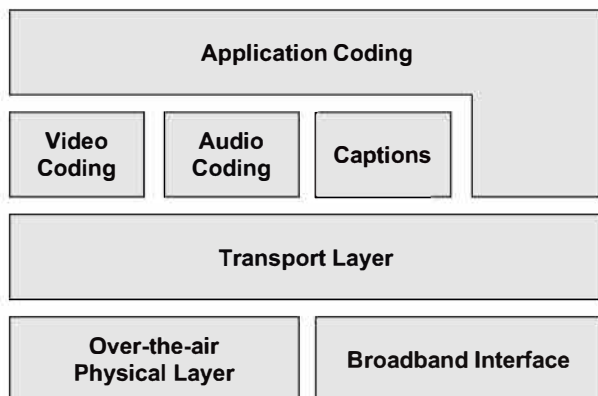 Application Coding
Video
Coding
Audio
Coding
Captions
Transport Layer
Over-the-air
Physical Layer
Broadband Interface